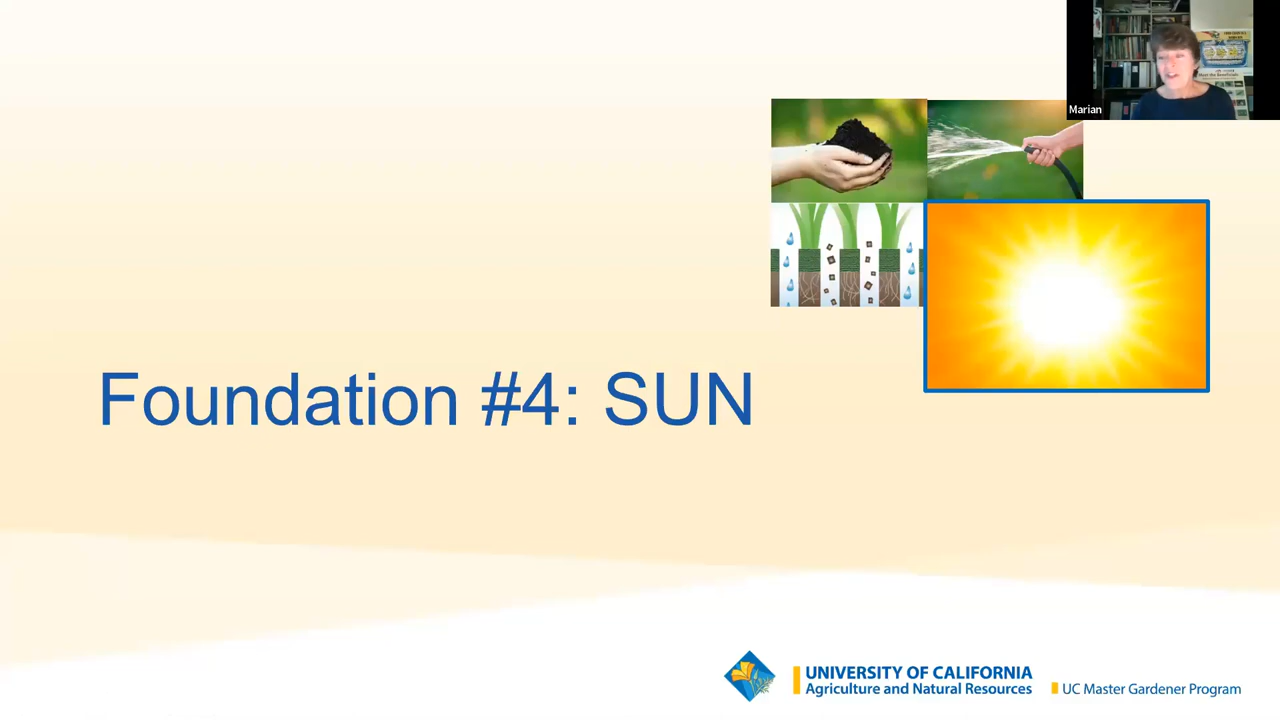 Marian
Foundation #4: SUN
UNIVERSITY OF CALIFORNIA
Agriculture and Natural Resources
UC Master Gardener Program